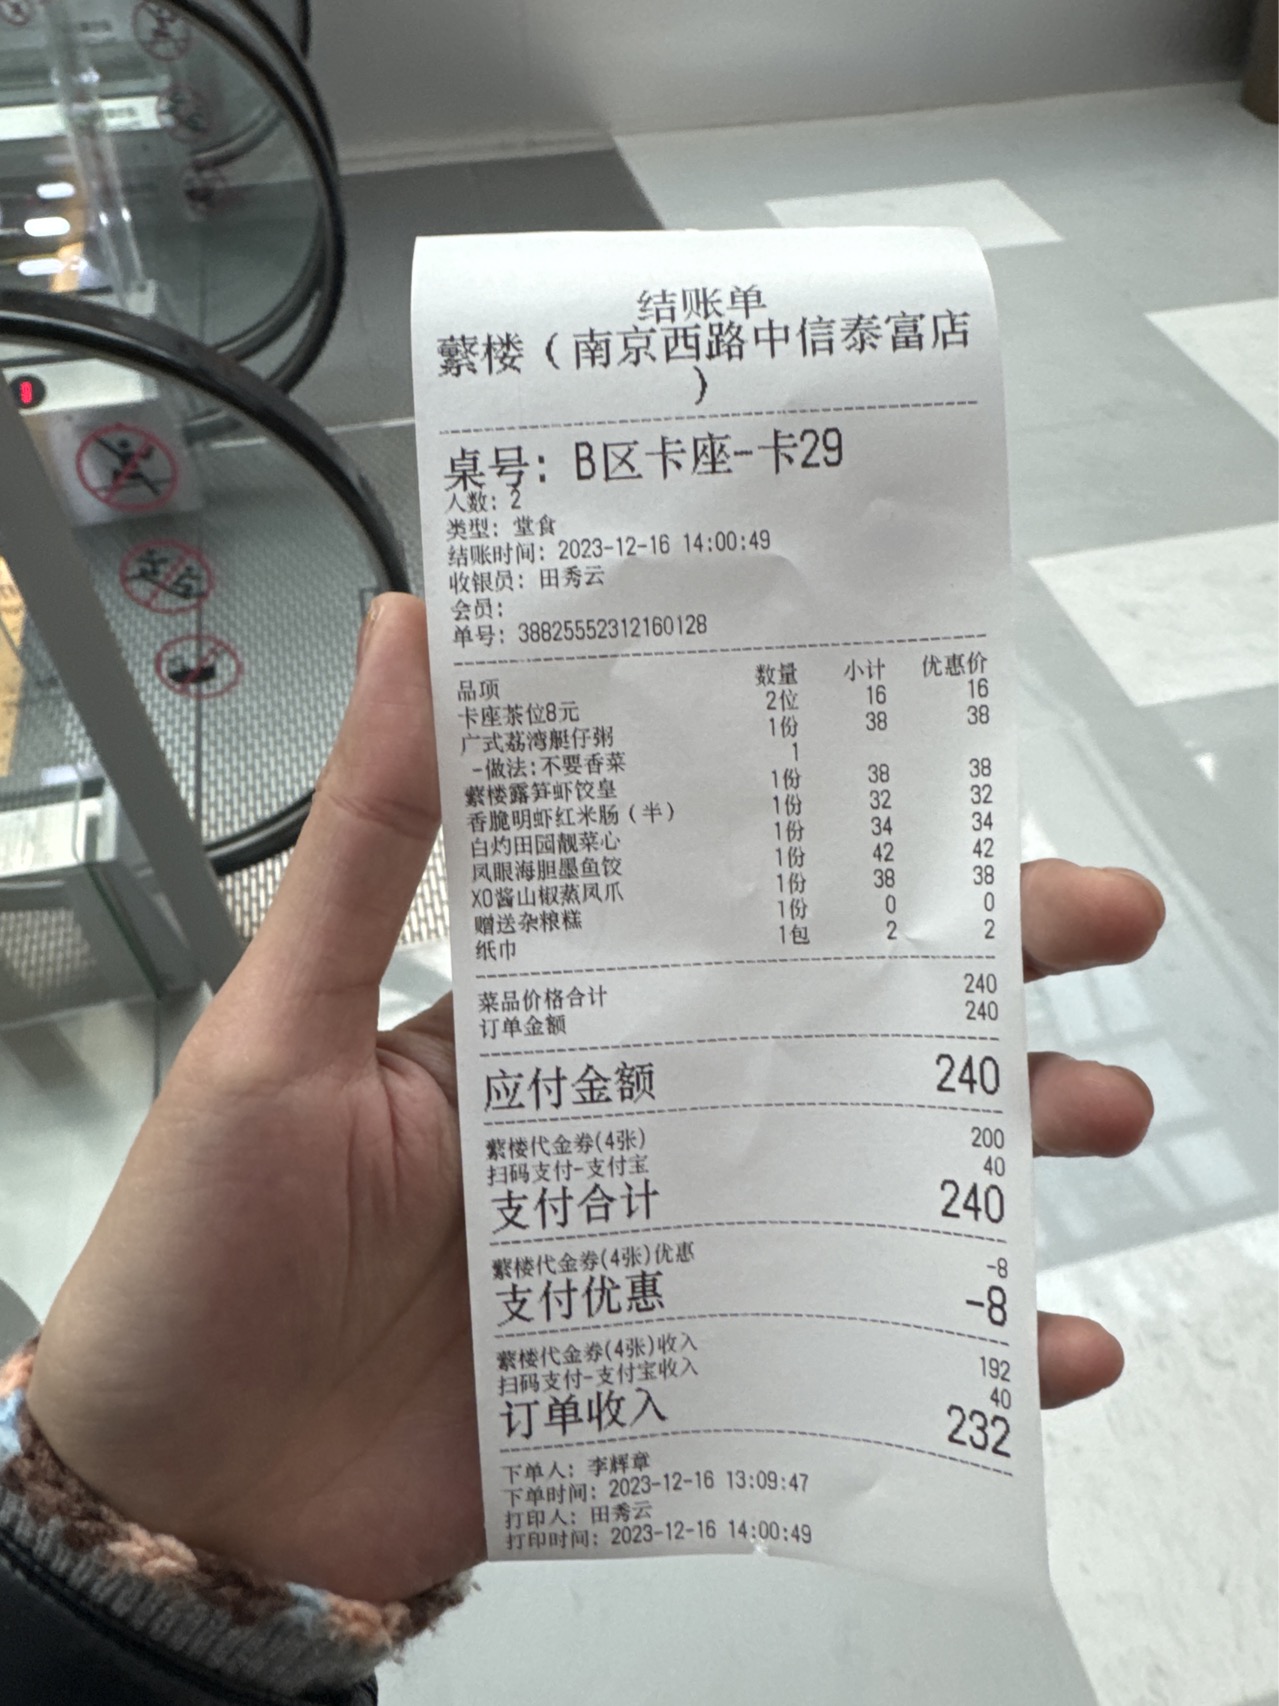 结账单
蘩楼（南京西路中信泰富店
）
桌号：B区卡座-卡29
人数：2
类型：堂食
结账时间：2023-12-16 14:00:49
收银员：田秀云
会员：
单号：38825552312160128
品项 数量 小计 优惠价
卡座茶位8元 2位 16 16
广式荔湾艇仔粥 1份 38 38
-做法:不要香菜 1
蘩楼露笋虾饺皇 1份 38 38
香脆明虾红米肠（半） 1份 32 32
白灼田园靓菜心 1份 34 34
凤眼海胆墨鱼饺 1份 42 42
XO酱山椒蒸凤爪 1份 38 38
赠送杂粮糕 1份 0 0
纸巾 1包 2 2
菜品价格合计 240
订单金额 240
应付金额 240
蘩楼代金券(4张) 200
扫码支付-支付宝 40
支付合计 240
蘩楼代金券(4张)优惠 -8
支付优惠 -8
蘩楼代金券(4张)收入 192
扫码支付-支付宝收入 40
订单收入 232
下单人：李辉章
下单时间：2023-12-16 13:09:47
打印人：田秀云
打印时间：2023-12-16 14:00:49